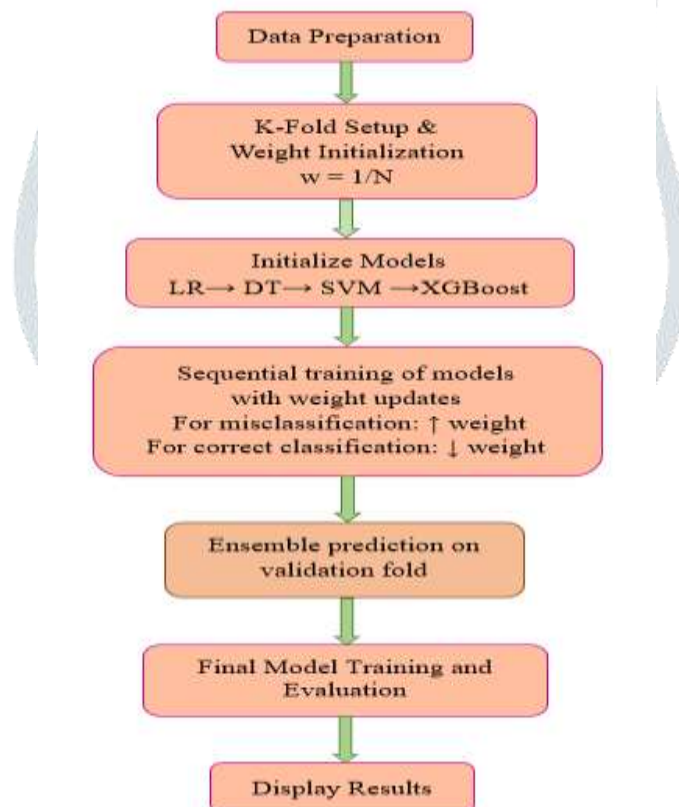 Data Preparation
K-Fold Setup &
Weight Initialization
w = 1/N
Initialize Models
LR→ DT→ SVM →XGBoost
Sequential training of models
with weight updates
For misclassification: ↑ weight
For correct classification: ↓ weight
Ensemble prediction on
validation fold
Final Model Training and
Evaluation
Display Results